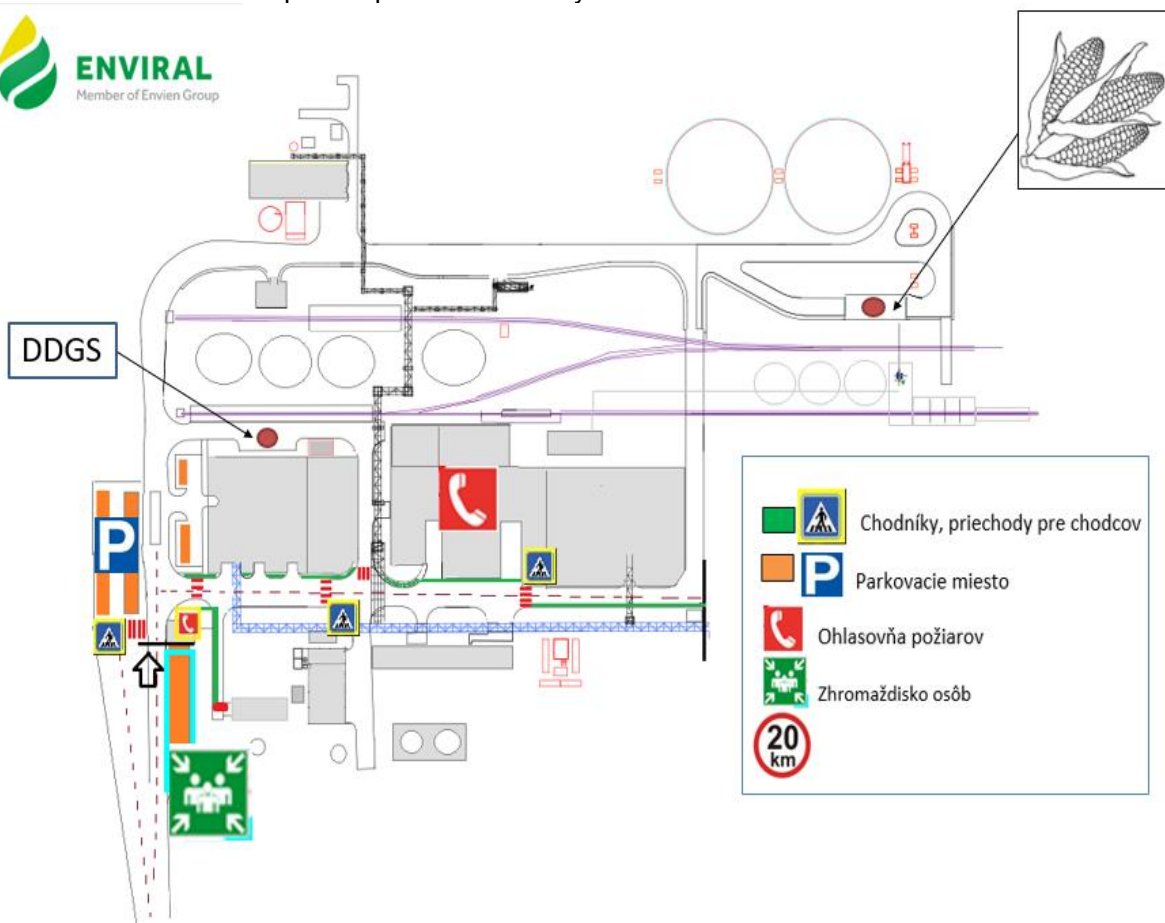 ENVIRAL
Member of Envien Group
DDGS
P
Chodníky, priechody pre chodcov
P
Parkovacie miesto
Ohlasovňa požiarov
Zhromaždisko osôb
20
km